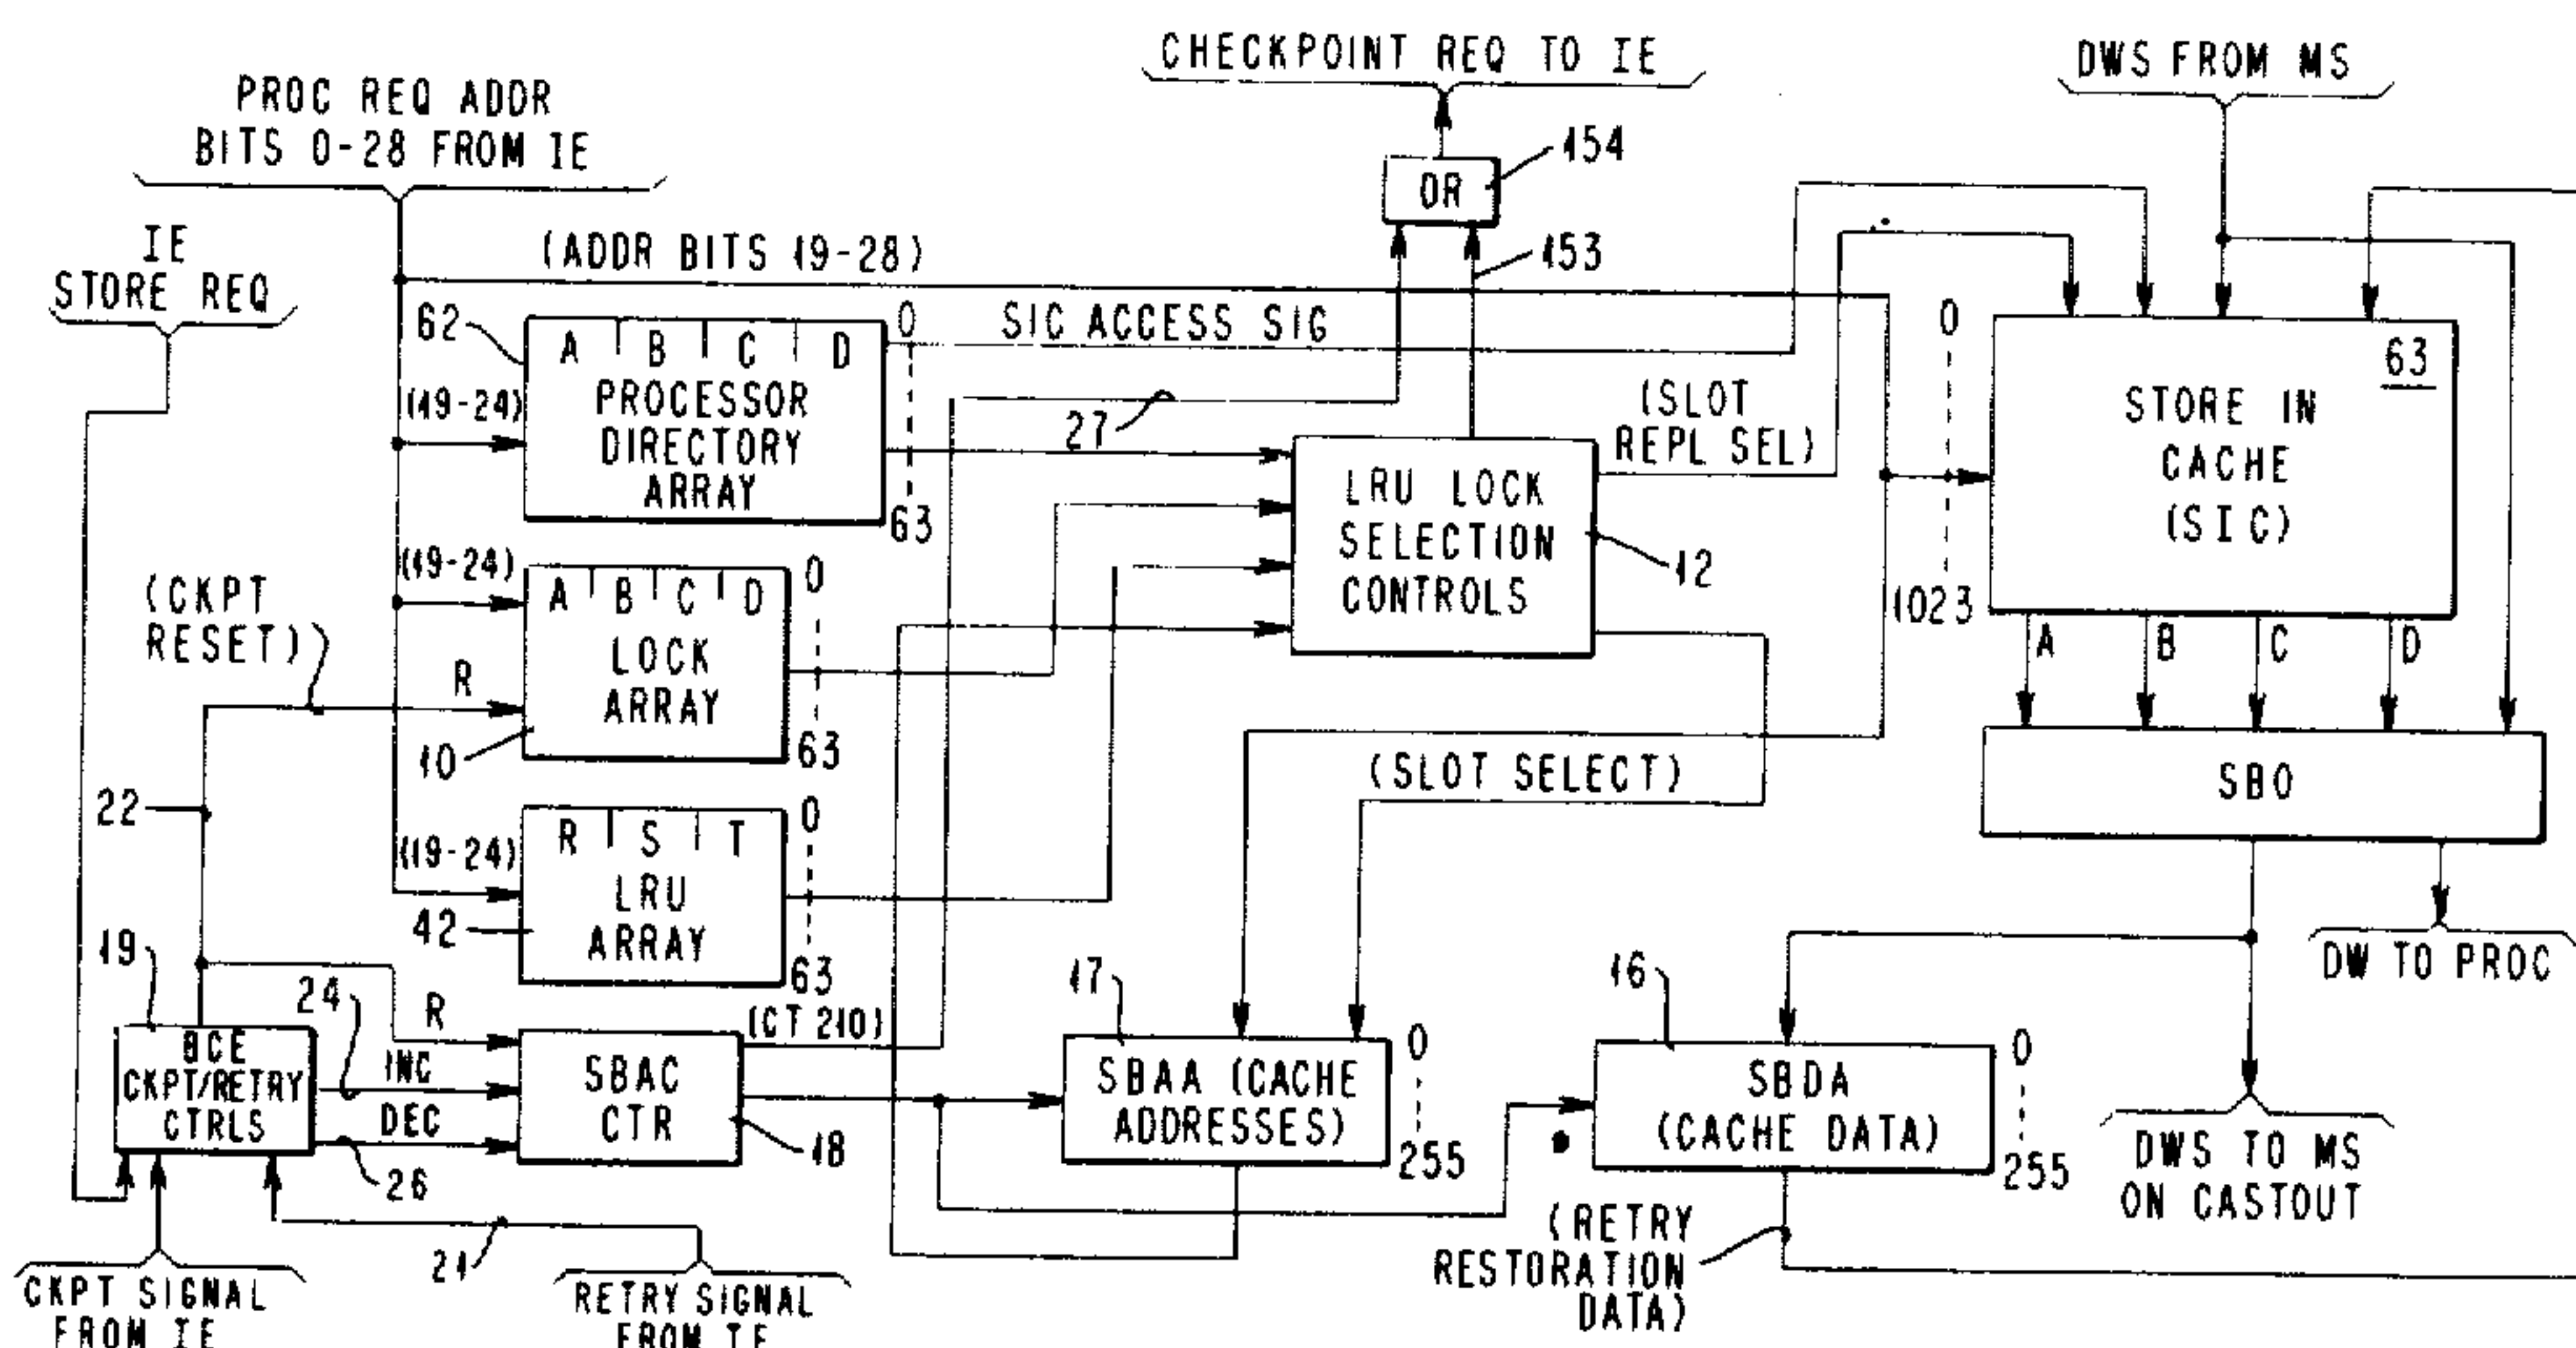 CHECKPOINT REQ TO IE
DWS FROM MS
PROC REQ ADDR
BITS 0-28 FROM IE
154
OR
IE
STORE REQ
(ADDR BITS 19-28)
153
62
A B C D
0
SIC ACCESS SIG
0
63
PROCESSOR
DIRECTORY
ARRAY
(19-24)
27
63
(SLOT
REPL SEL)
STORE IN
CACHE
(SIC)
LRU LOCK
SELECTION
CONTROLS
12
1023
(CKPT
RESET)
(19-24)
A B C D
0
LOCK
ARRAY
R
10
63
A
B
C
D
(SLOT SELECT)
SBO
22
(19-24)
R S T
0
LRU
ARRAY
42
63
DW TO PROC
19
24
R
(CT 210)
17
16
BCE
CKPT/RETRY
CTRLS
INC
DEC
26
SBAC
CTR
18
SBAA (CACHE
ADDRESSES)
0
255
SBDA
(CACHE DATA)
0
255
DWS TO MS
ON CASTOUT
21
(RETRY
RESTORATION
DATA)
CKPT SIGNAL
FROM IE
RETRY SIGNAL
FROM IE